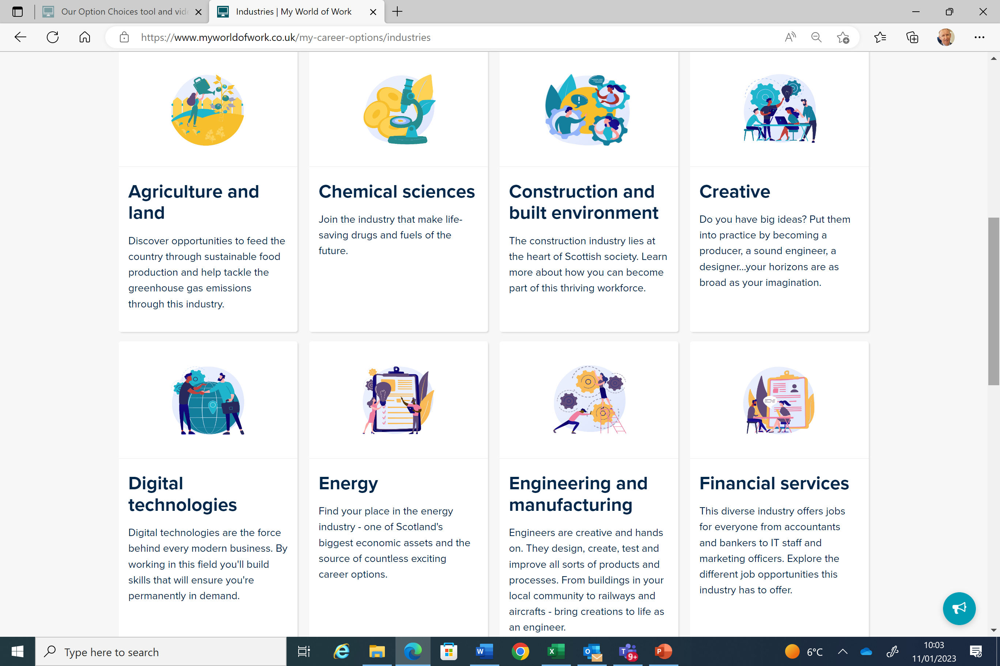 Our Option Choices tool and vide
Industries | My World of Work
https://www.myworldofwork.co.uk/my-career-options/industries
Agriculture and
land
Discover opportunities to feed the
country through sustainable food
production and help tackle the
greenhouse gas emissions
through this industry.
Chemical sciences
Join the industry that make life-
saving drugs and fuels of the
future.
Construction and
built environment
The construction industry lies at
the heart of Scottish society. Learn
more about how you can become
part of this thriving workforce.
Creative
Do you have big ideas? Put them
into practice by becoming a
producer, a sound engineer, a
designer...your horizons are as
broad as your imagination.
Digital
technologies
Digital technologies are the force
behind every modern business. By
working in this field you'll build
skills that will ensure you're
permanently in demand.
Energy
Find your place in the energy
industry - one of Scotland's
biggest economic assets and the
source of countless exciting
career options.
Engineering and
manufacturing
Engineers are creative and hands
on. They design, create, test and
improve all sorts of products and
processes. From buildings in your
local community to railways and
aircrafts - bring creations to life as
an engineer.
Financial services
This diverse industry offers jobs
for everyone from accountants
and bankers to IT staff and
marketing officers. Explore the
different job opportunities this
industry has to offer.
Type here to search
9+
6°C
10:03
11/01/2023